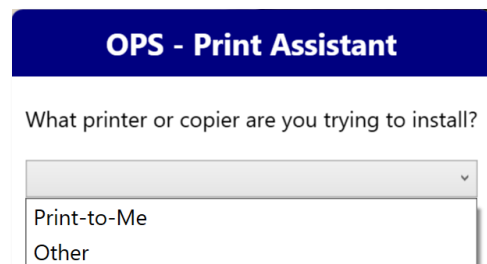 OPS - Print Assistant
What printer or copier are you trying to install?
Print-to-Me
Other